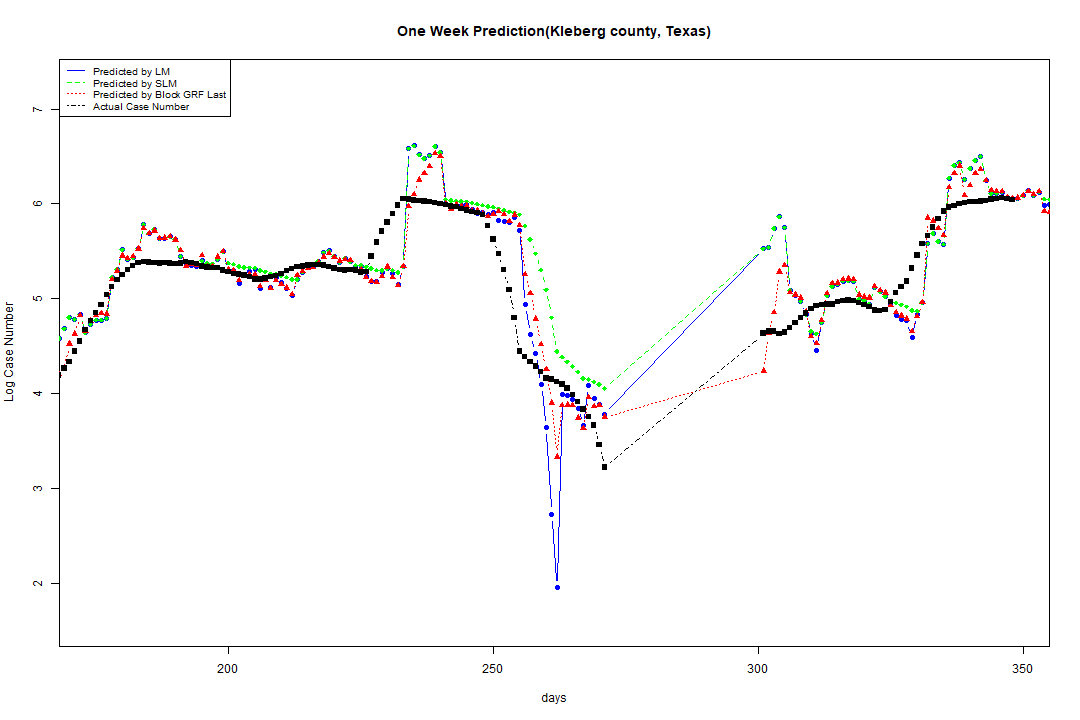 One Week Prediction(Kleberg county, Texas)
Predicted by LM
Predicted by SLM
Predicted by Block GRF Last
Actual Case Number
Log Case Number
7
6
5
4
3
2
200
250
300
350
days